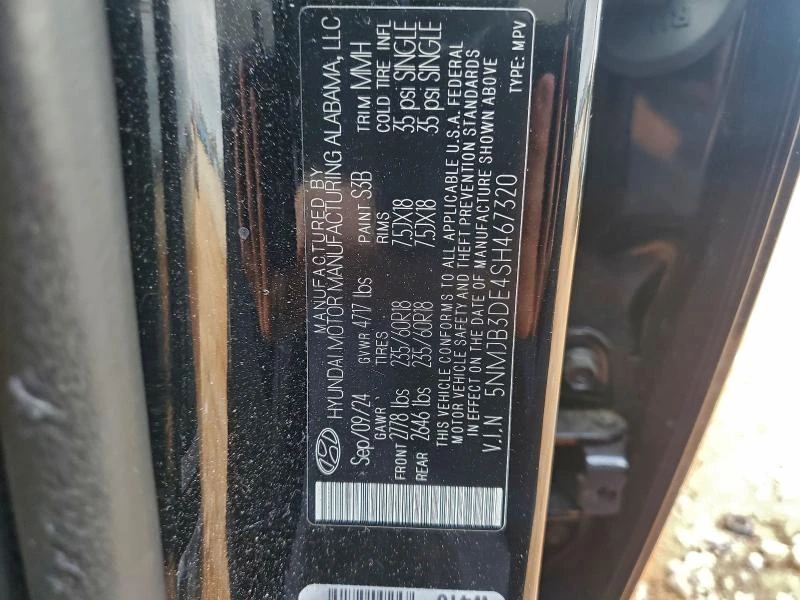 MANUFACTURED BY
HYUNDAI MOTOR MANUFACTURING ALABAMA, LLC
Sep/09/24 GVWR 4717 lbs PAINT S3B TRIM MMH
GAWR TIRES RIMS COLD TIRE INFL
FRONT 2778 lbs 235/60R18 7.5JX18 35 psi SINGLE
REAR 2646 lbs 235/60R18 7.5JX18 35 psi SINGLE
THIS VEHICLE CONFORMS TO ALL APPLICABLE U.S.A. FEDERAL
MOTOR VEHICLE SAFETY AND THEFT PREVENTION STANDARDS
IN EFFECT ON THE DATE OF MANUFACTURE SHOWN ABOVE
V.I.N 5NMJB3DE4SH467320 TYPE: MPV